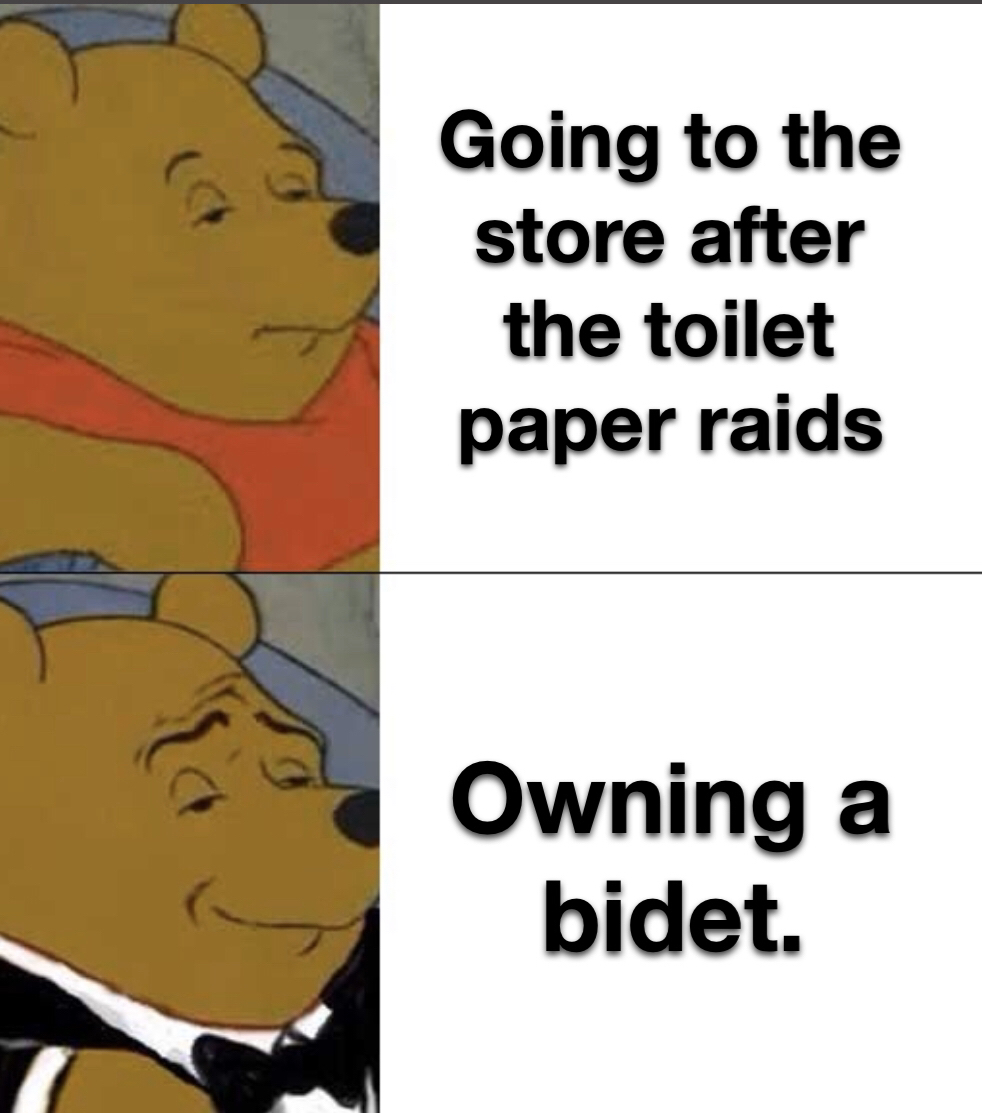 Going to the
store after
the toilet
paper raids
Owning a
bidet.